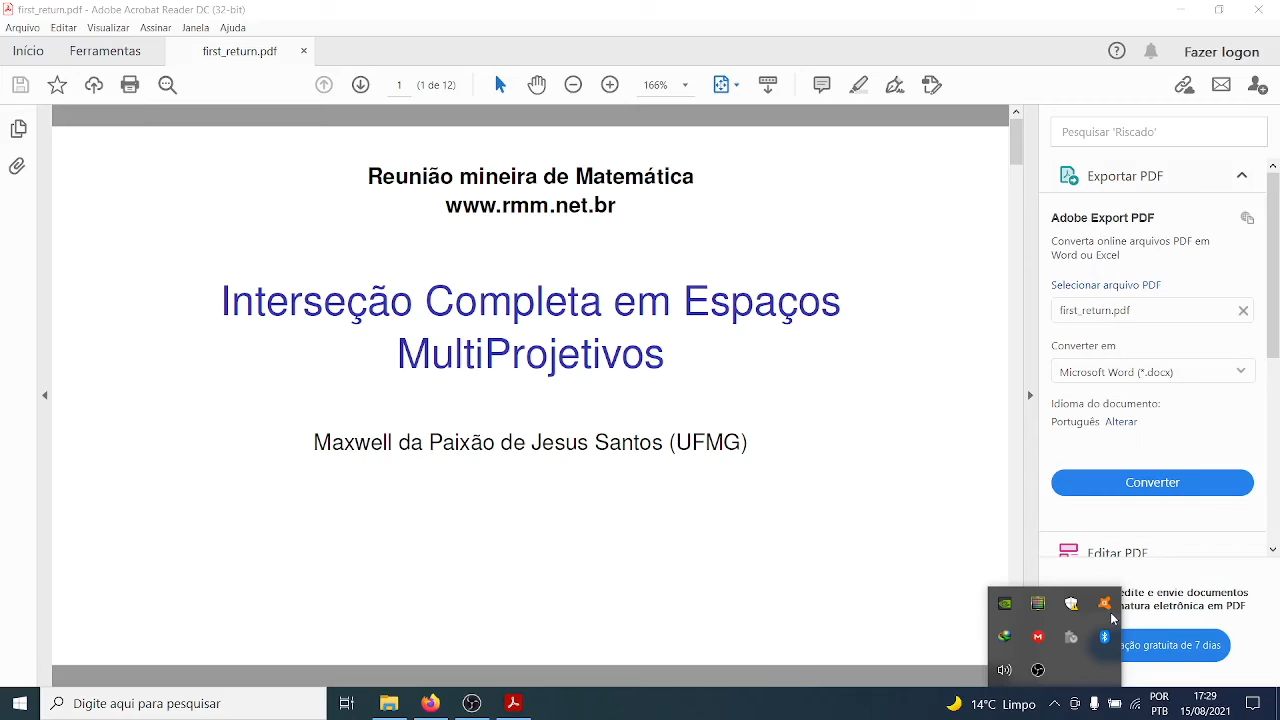 first_return.pdf - Adobe Acrobat Reader DC (32-bit)
Arquivo Editar Visualizar Assinar Janela Ajuda
Início Ferramentas first_return.pdf × Fazer logon
1 (1 de 12) 166%
Pesquisar 'Riscado'
Exportar PDF
Adobe Export PDF
Converta online arquivos PDF em
Word ou Excel
Selecionar arquivo PDF
first_return.pdf
Converter em
Microsoft Word (*.docx)
Idioma do documento:
Português Alterar
Converter
Editar PDF
edite e envie documentos
natura eletrônica em PDF
ação gratuita de 7 dias
Reunião mineira de Matemática
www.rmm.net.br
Interseção Completa em Espaços
MultiProjetivos
Maxwell da Paixão de Jesus Santos (UFMG)
Digite aqui para pesquisar
14°C Limpo
POR
PTB
17:29
15/08/2021